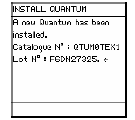 INSTALL QUANTUM
A new Quantum has been
installed.
Catalogue N° : QTUM0TEX1
Lot N° : FGDN27325. ↵